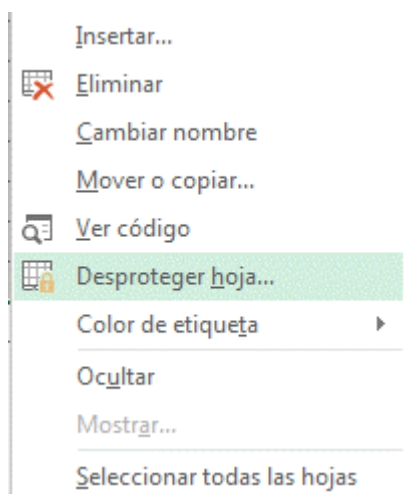 Insertar...
Eliminar
Cambiar nombre
Mover o copiar...
Ver código
Desproteger hoja...
Color de etiqueta
Ocultar
Mostrar...
Seleccionar todas las hojas